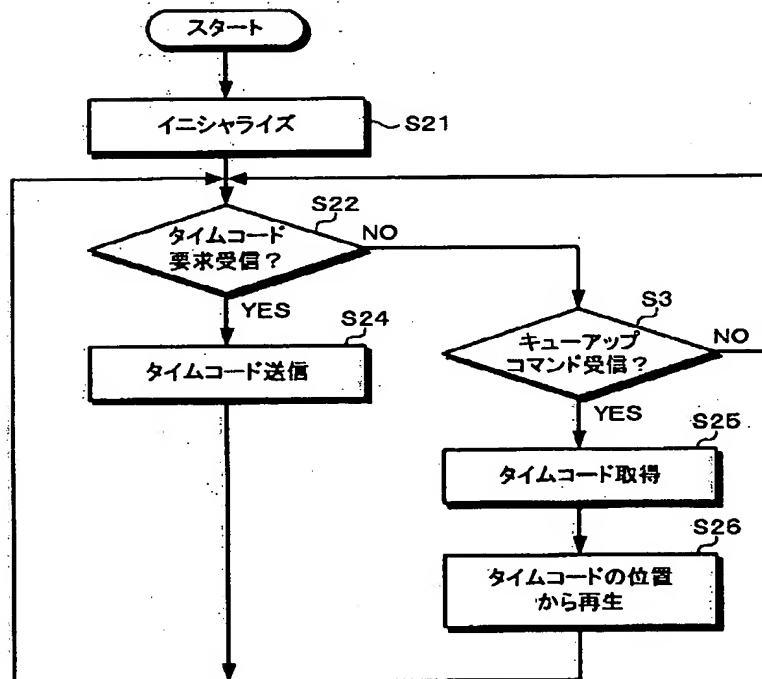 スタート
イニシャライズ
S21
S22
タイムコード
要求受信?
NO
YES
S24
タイムコード送信
S3
キューアップ
コマンド受信?
NO
YES
S25
タイムコード取得
S26
タイムコードの位置
から再生